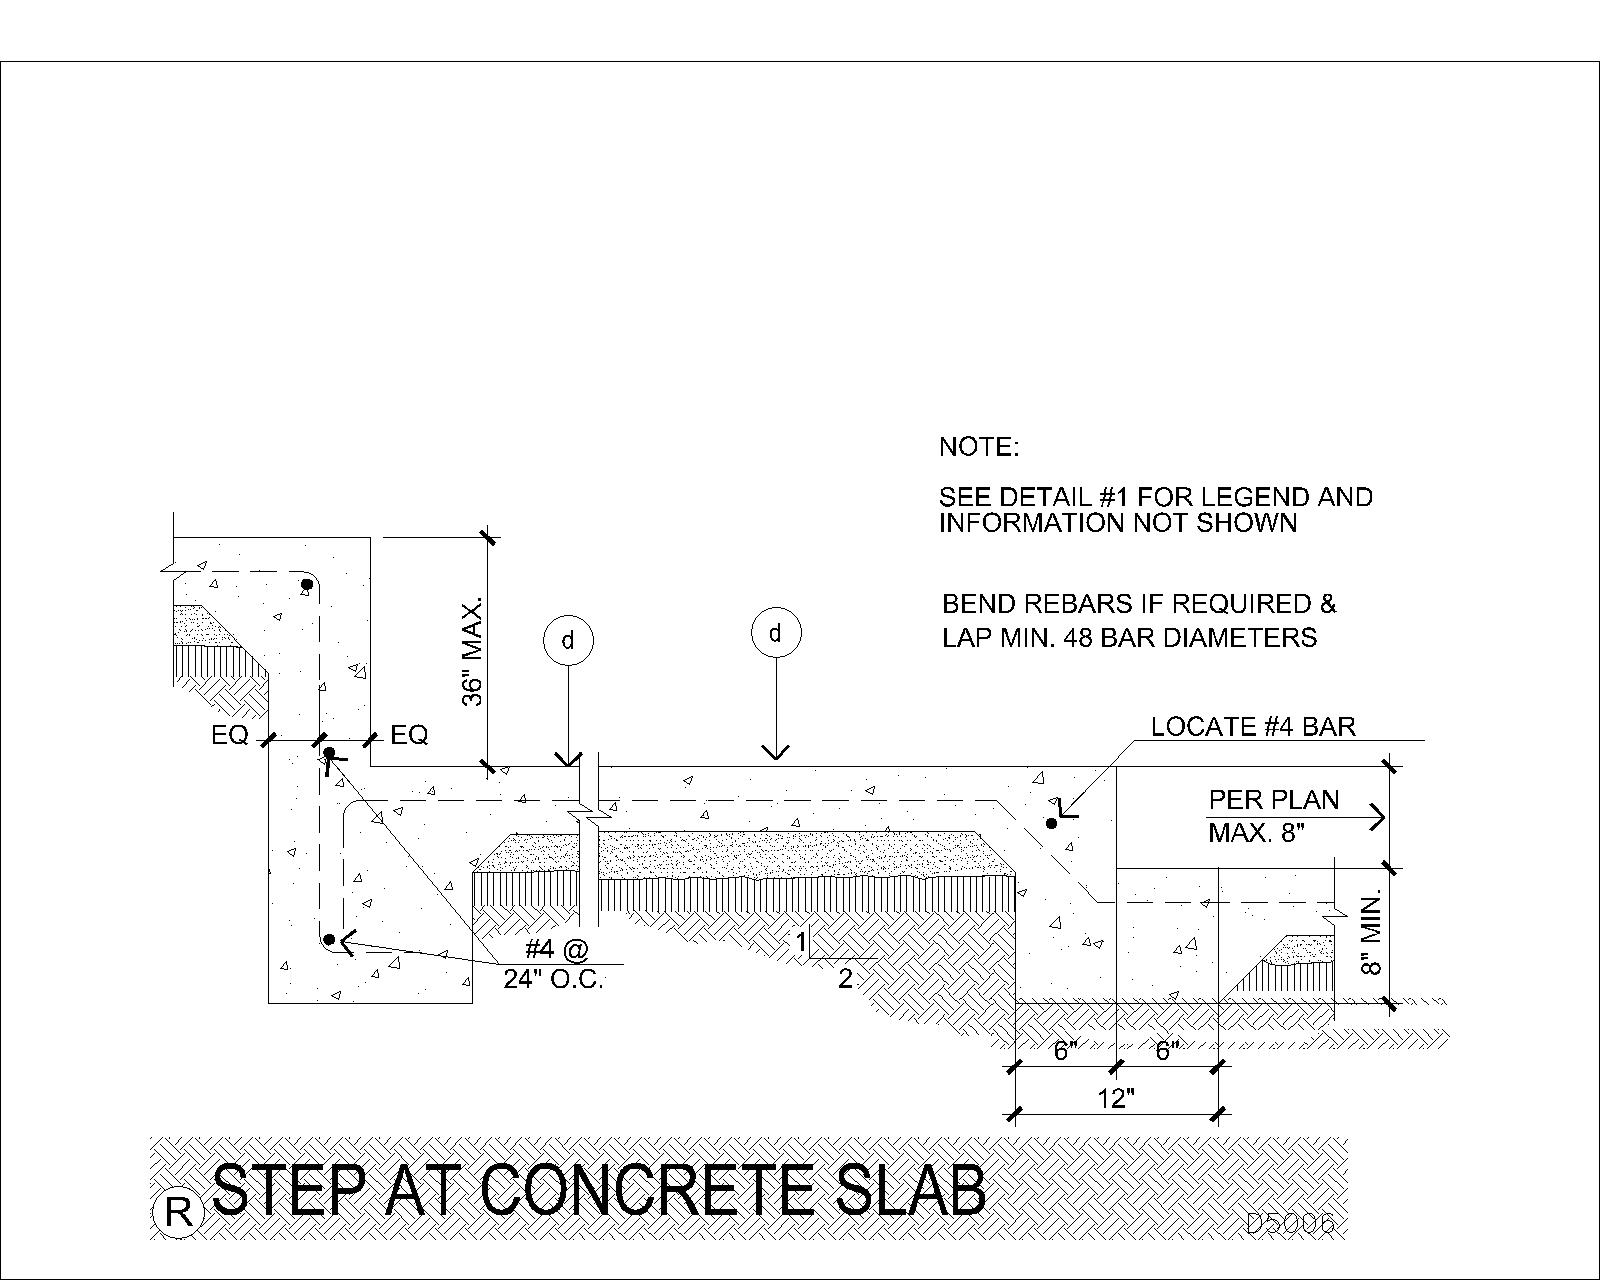 NOTE:
SEE DETAIL #1 FOR LEGEND AND
INFORMATION NOT SHOWN
BEND REBARS IF REQUIRED &
LAP MIN. 48 BAR DIAMETERS
36" MAX.
d
d
EQ
EQ
LOCATE #4 BAR
PER PLAN
MAX. 8"
8" MIN.
#4 @
24" O.C.
1
2
6"
6"
12"
R
STEP AT CONCRETE SLAB
D5006